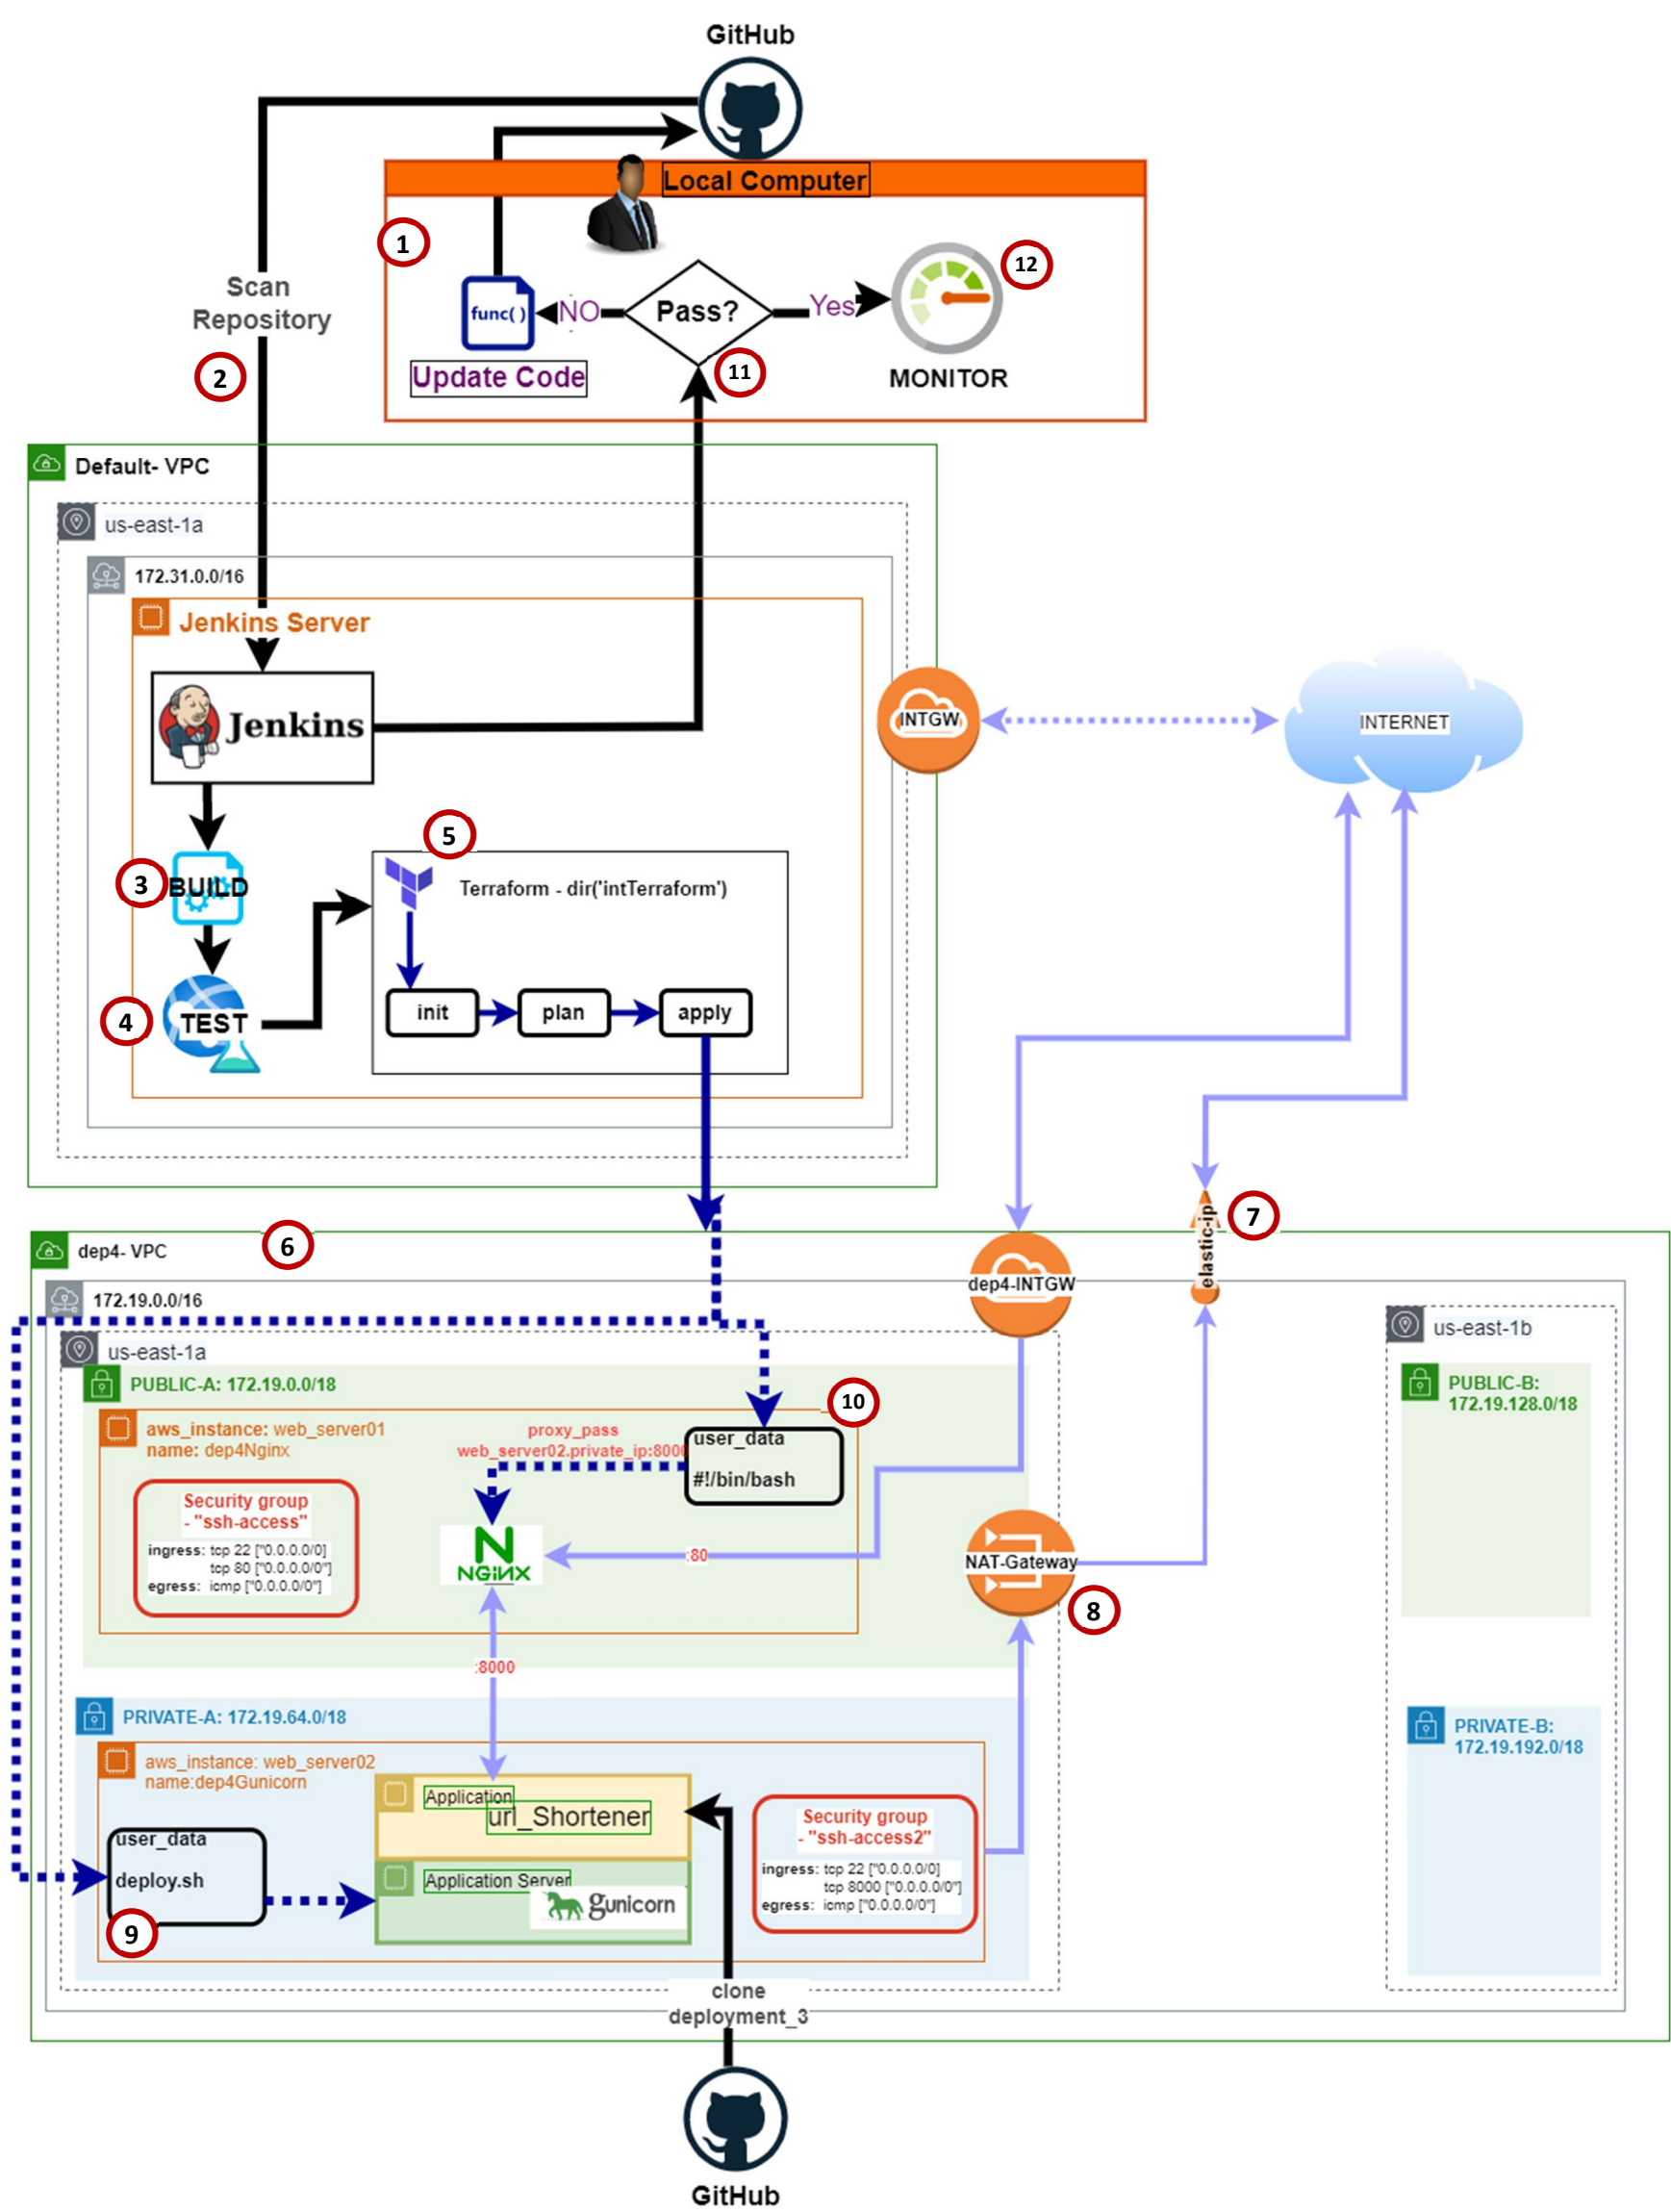 GitHub
Local Computer
1
12
Scan
Repository
func( )
NO
Pass?
Yes
Update Code
11
MONITOR
2
Default- VPC
us-east-1a
172.31.0.0/16
Jenkins Server
Jenkins
INTGW
INTERNET
5
3
BUILD
Terraform - dir('intTerraform')
4
TEST
init
plan
apply
7
elastic-ip
6
dep4- VPC
dep4-INTGW
172.19.0.0/16
us-east-1b
us-east-1a
PUBLIC-A: 172.19.0.0/18
PUBLIC-B:
172.19.128.0/18
10
aws_instance: web_server01
name: dep4Nginx
proxy_pass
web_server02.private_ip:8000
user_data
#!/bin/bash
Security group
- "ssh-access"
ingress: tcp 22 ["0.0.0.0/0]
tcp 80 ["0.0.0.0/0"]
egress: icmp ["0.0.0.0/0"]
N
NGINX
:80
NAT-Gateway
8
:8000
PRIVATE-A: 172.19.64.0/18
PRIVATE-B:
172.19.192.0/18
aws_instance: web_server02
name:dep4Gunicorn
Application
url_Shortener
Security group
- "ssh-access2"
user_data
deploy.sh
Application Server
gunicorn
ingress: tcp 22 ["0.0.0.0/0]
tcp 8000 ["0.0.0.0/0"]
egress: icmp ["0.0.0.0/0"]
9
clone
deployment_3
GitHub